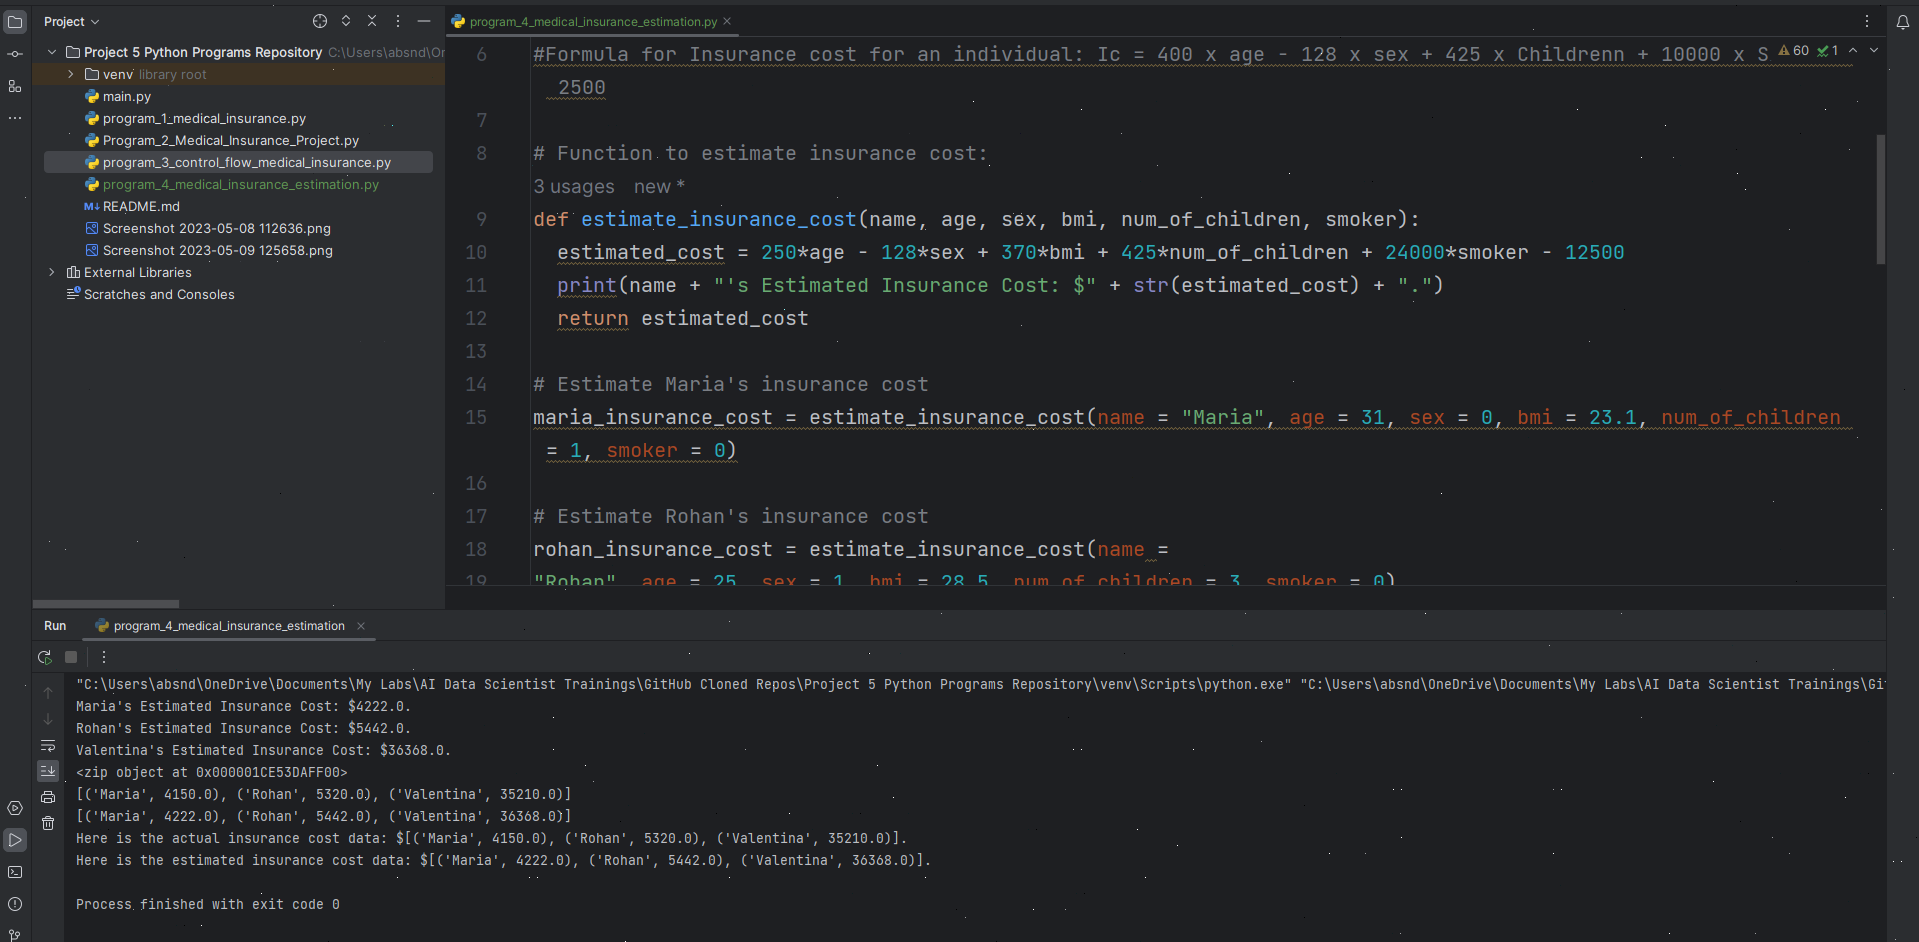 Project
Project 5 Python Programs Repository C:\Users\absnd\Or
venv library root
main.py
program_1_medical_insurance.py
Program_2_Medical_Insurance_Project.py
program_3_control_flow_medical_insurance.py
program_4_medical_insurance_estimation.py
README.md
Screenshot 2023-05-08 112636.png
Screenshot 2023-05-09 125658.png
External Libraries
Scratches and Consoles
program_4_medical_insurance_estimation.py
60 1
6 #Formula for Insurance cost for an individual: Ic = 400 x age - 128 x sex + 425 x Childrenn + 10000 x S
2500
7
8 # Function to estimate insurance cost:
3 usages new *
9 def estimate_insurance_cost(name, age, sex, bmi, num_of_children, smoker):
10 estimated_cost = 250*age - 128*sex + 370*bmi + 425*num_of_children + 24000*smoker - 12500
11 print(name + "'s Estimated Insurance Cost: $" + str(estimated_cost) + ".")
12 return estimated_cost
13
14 # Estimate Maria's insurance cost
15 maria_insurance_cost = estimate_insurance_cost(name = "Maria", age = 31, sex = 0, bmi = 23.1, num_of_children
= 1, smoker = 0)
16
17 # Estimate Rohan's insurance cost
18 rohan_insurance_cost = estimate_insurance_cost(name =
19 "Rohan", age = 25, sex = 1, bmi = 28.5, num_of_children = 3, smoker = 0)
Run program_4_medical_insurance_estimation
"C:\Users\absnd\OneDrive\Documents\My Labs\AI Data Scientist Trainings\GitHub Cloned Repos\Project 5 Python Programs Repository\venv\Scripts\python.exe" "C:\Users\absnd\OneDrive\Documents\My Labs\AI Data Scientist Trainings\Gi
Maria's Estimated Insurance Cost: $4222.0.
Rohan's Estimated Insurance Cost: $5442.0.
Valentina's Estimated Insurance Cost: $36368.0.
<zip object at 0x000001CE53DAFF00>
[('Maria', 4150.0), ('Rohan', 5320.0), ('Valentina', 35210.0)]
[('Maria', 4222.0), ('Rohan', 5442.0), ('Valentina', 36368.0)]
Here is the actual insurance cost data: $[('Maria', 4150.0), ('Rohan', 5320.0), ('Valentina', 35210.0)].
Here is the estimated insurance cost data: $[('Maria', 4222.0), ('Rohan', 5442.0), ('Valentina', 36368.0)].
Process finished with exit code 0